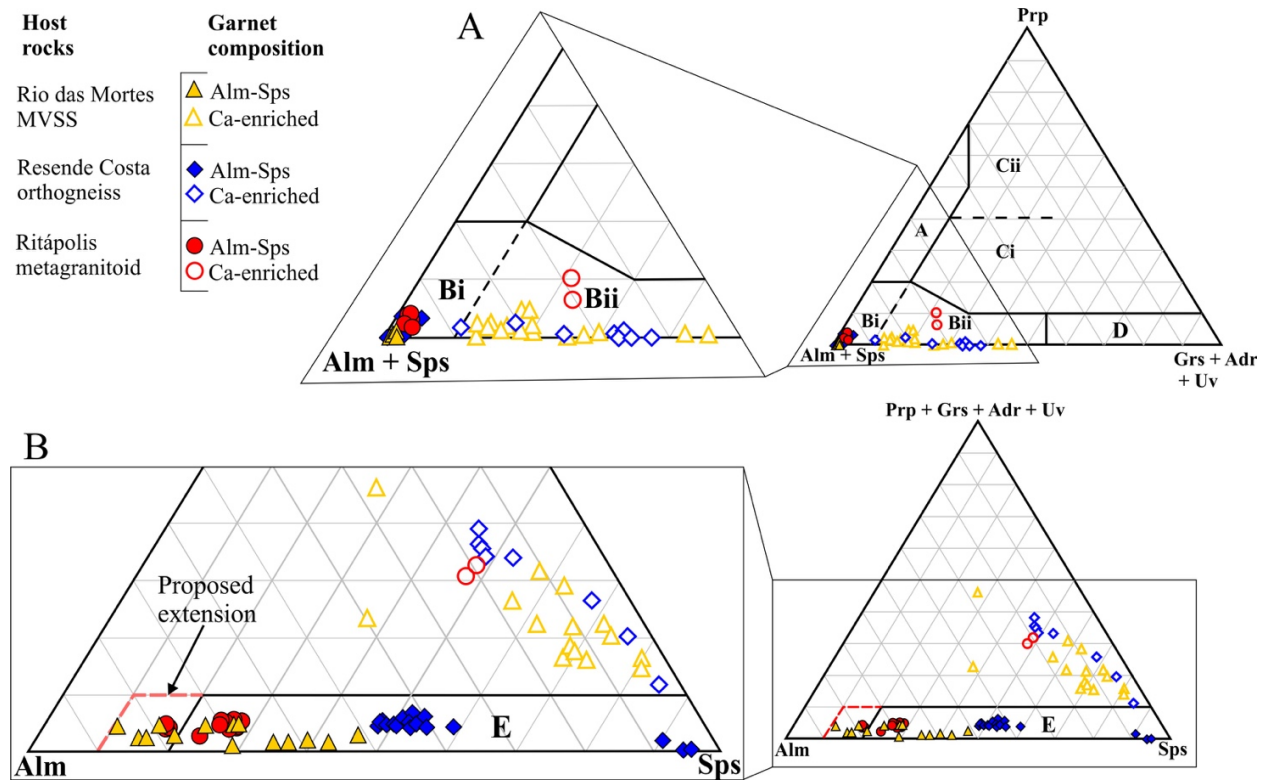 Host rocks
Garnet composition
Rio das Mortes MVSS
Alm-Sps
Ca-enriched
Resende Costa orthogneiss
Alm-Sps
Ca-enriched
Ritápolis metagranitoid
Alm-Sps
Ca-enriched
A
Bi
Bii
Alm + Sps
Prp
Cii
A
Ci
Bi
Bii
D
Alm + Sps
Grs + Adr + Uv
B
Proposed extension
E
Alm
Sps
Prp + Grs + Adr + Uv
E
Alm
Sps